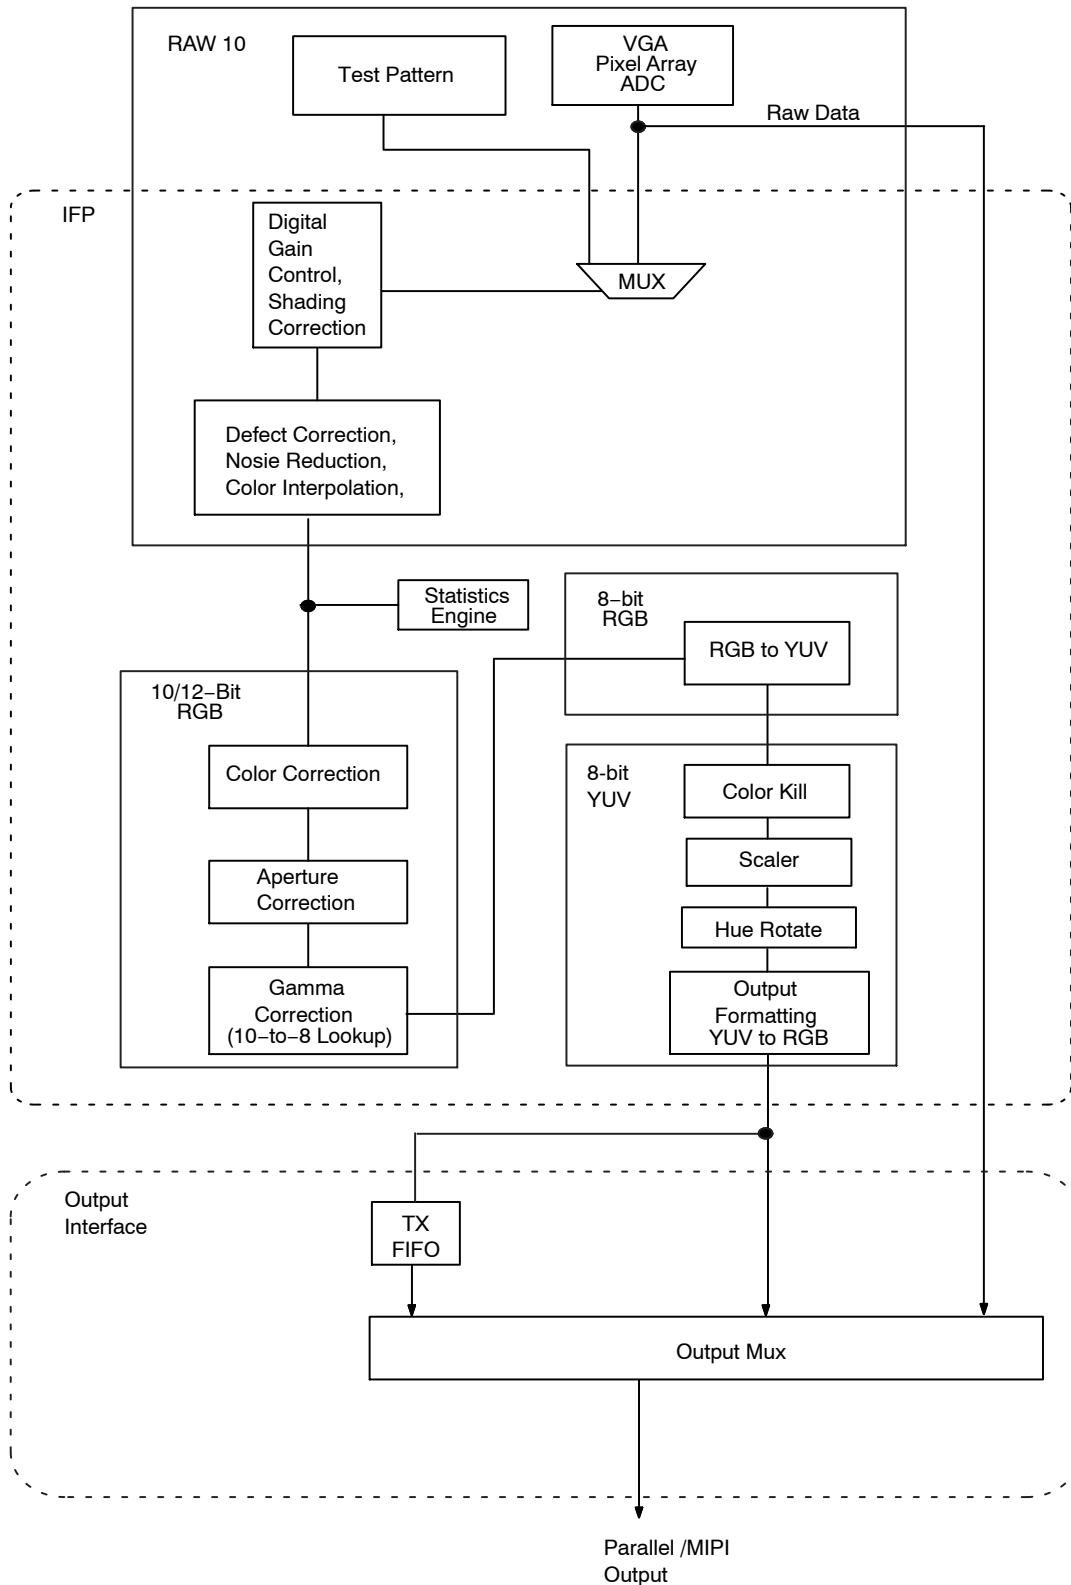 RAW 10
Test Pattern
VGA
Pixel Array
ADC
Raw Data
IFP
Digital
Gain
Control,
Shading
Correction
MUX
Defect Correction,
Nosie Reduction,
Color Interpolation,
Statistics
Engine
8−bit
RGB
RGB to YUV
10/12−Bit
RGB
Color Correction
Aperture
Correction
Gamma
Correction
(10−to−8 Lookup)
8-bit
YUV
Color Kill
Scaler
Hue Rotate
Output
Formatting
YUV to RGB
Output
Interface
TX
FIFO
Output Mux
Parallel /MIPI
Output